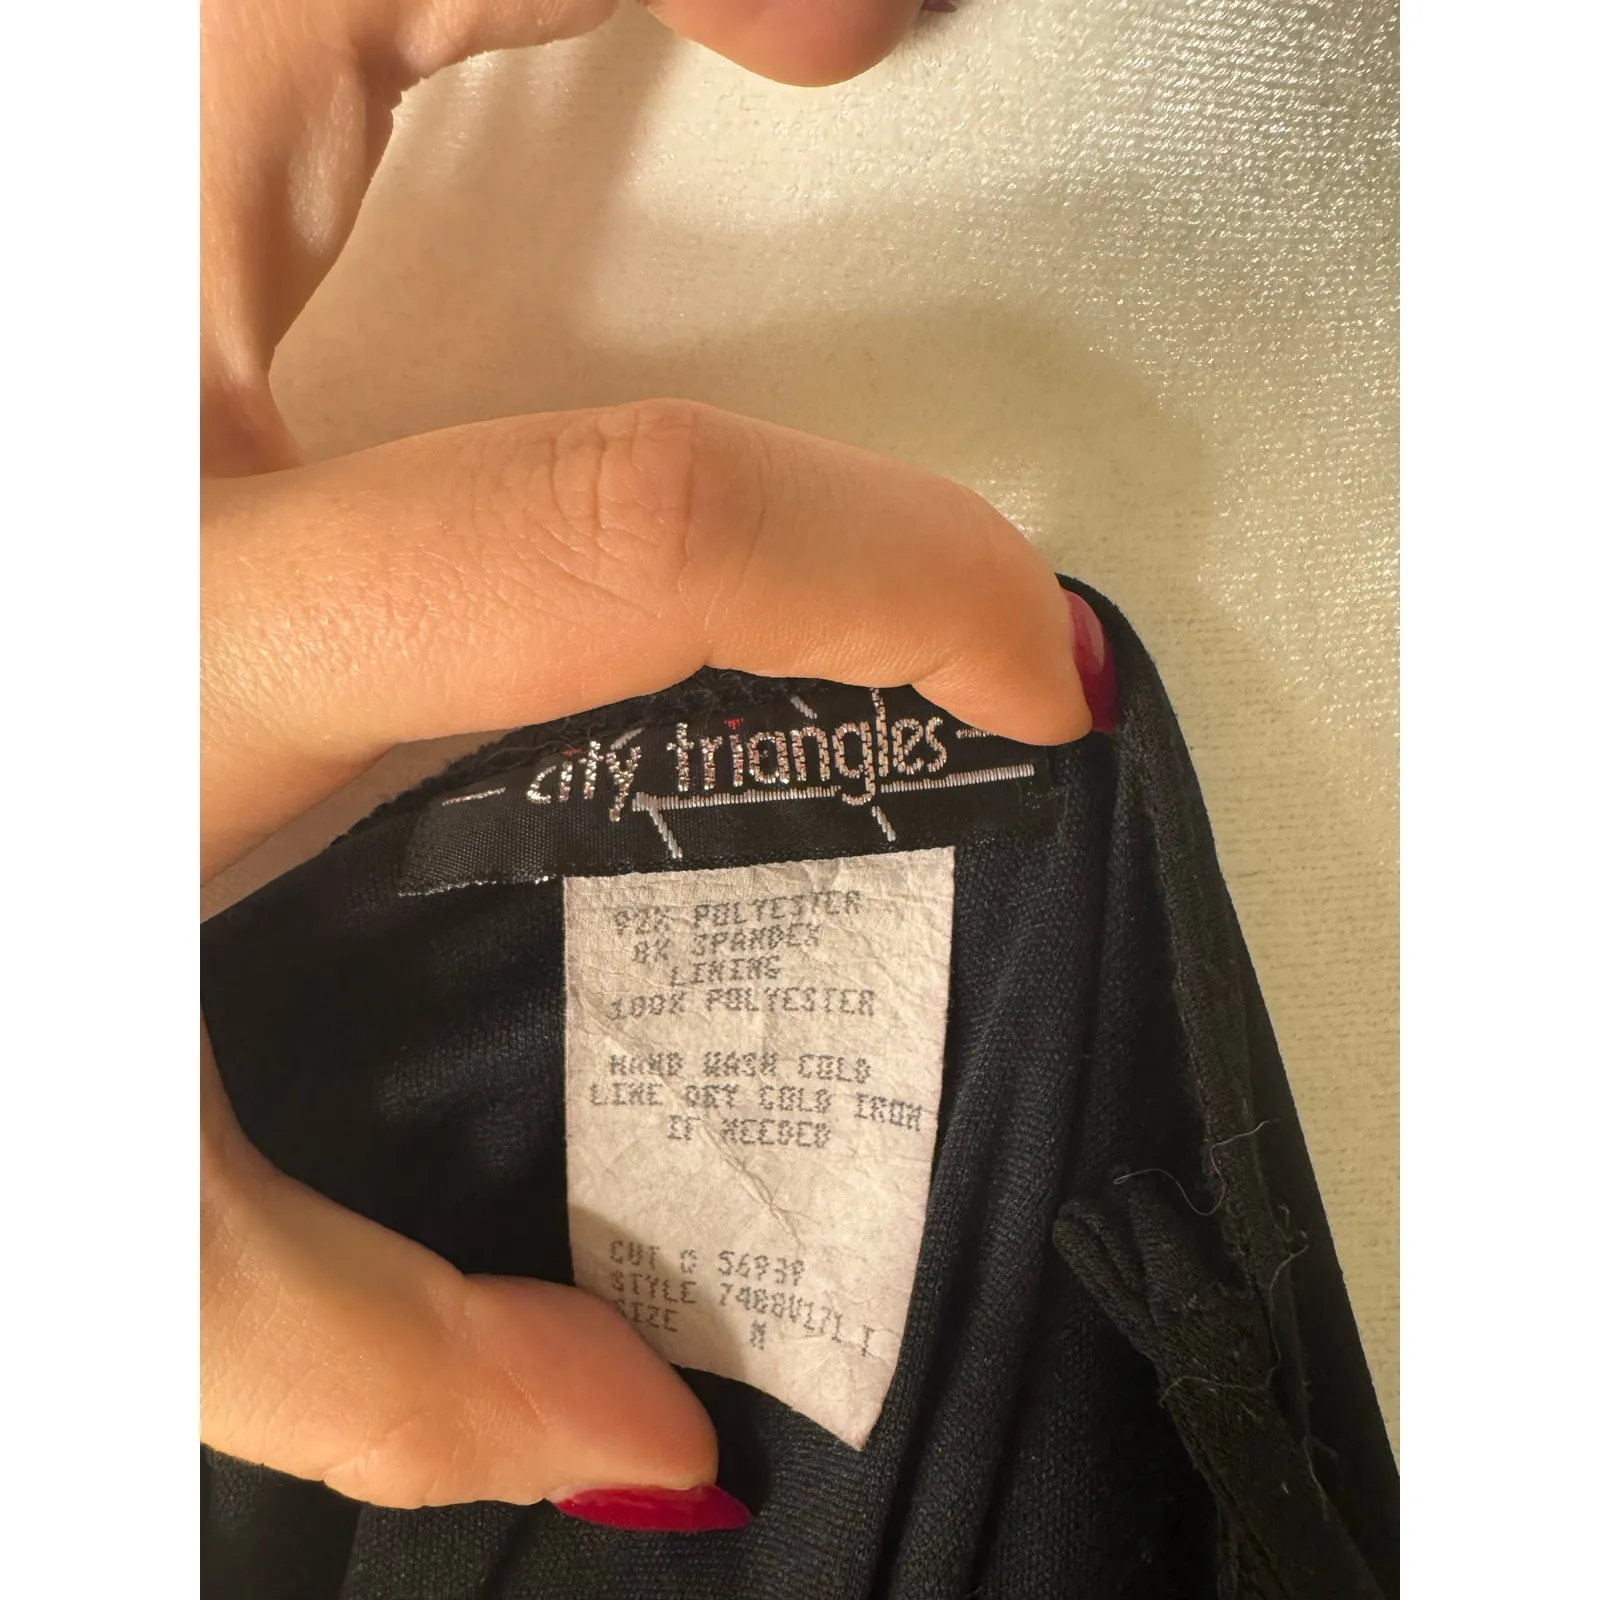 city triangles
92% POLYESTER
8% SPANDEX
LINING
100% POLYESTER
HAND WASH COLD
LINE DRY COLD IRON
IF NEEDED
CUT # 56939
STYLE
SIZE M